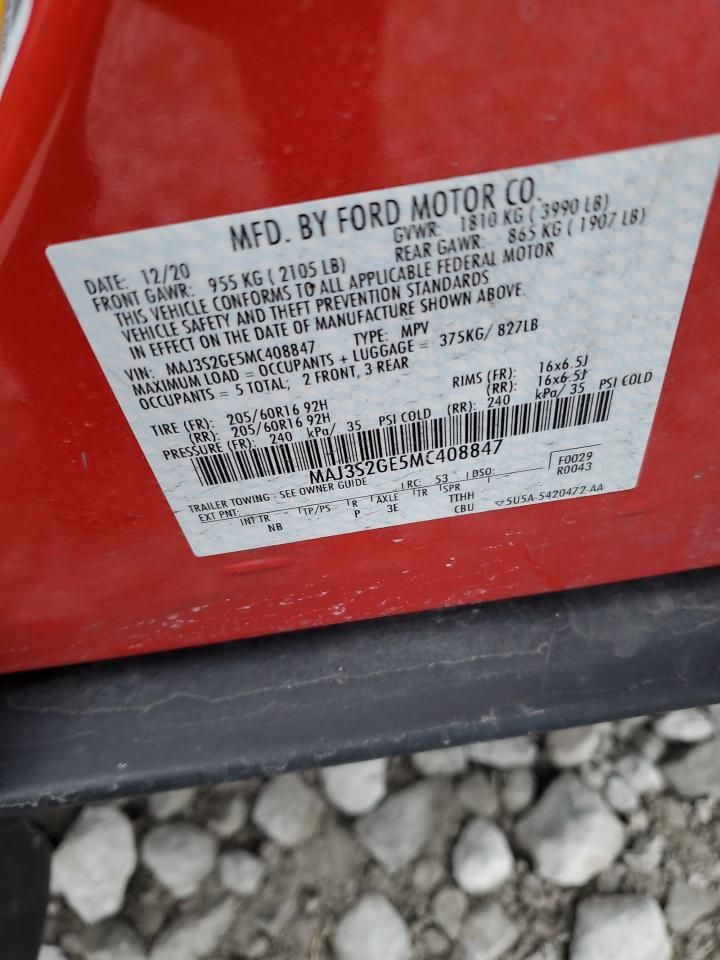 MFD. BY FORD MOTOR CO.
DATE: 12/20 GVWR: 1810 KG ( 3990 LB)
FRONT GAWR: 955 KG ( 2105 LB) REAR GAWR: 865 KG ( 1907 LB)
THIS VEHICLE CONFORMS TO ALL APPLICABLE FEDERAL MOTOR
VEHICLE SAFETY AND THEFT PREVENTION STANDARDS
IN EFFECT ON THE DATE OF MANUFACTURE SHOWN ABOVE.
VIN: MAJ3S2GE5MC408847 TYPE: MPV
MAXIMUM LOAD = OCCUPANTS + LUGGAGE = 375KG/ 827LB
OCCUPANTS = 5 TOTAL; 2 FRONT, 3 REAR
TIRE (FR): 205/60R16 92H RIMS (FR): 16x6.5J
(RR): 205/60R16 92H (RR): 16x6.5J
PRESSURE (FR): 240 kPa/ 35 PSI COLD (RR): 240 kPa/ 35 PSI COLD
MAJ3S2GE5MC408847
TRAILER TOWING - SEE OWNER GUIDE
F0029
R0043
EXT PNT: RC: 53 DSO:
INT TR TP/PS R AXLE TR SPR
NB P 3E TTHH
CBU
▽5U5A-5420472-AA